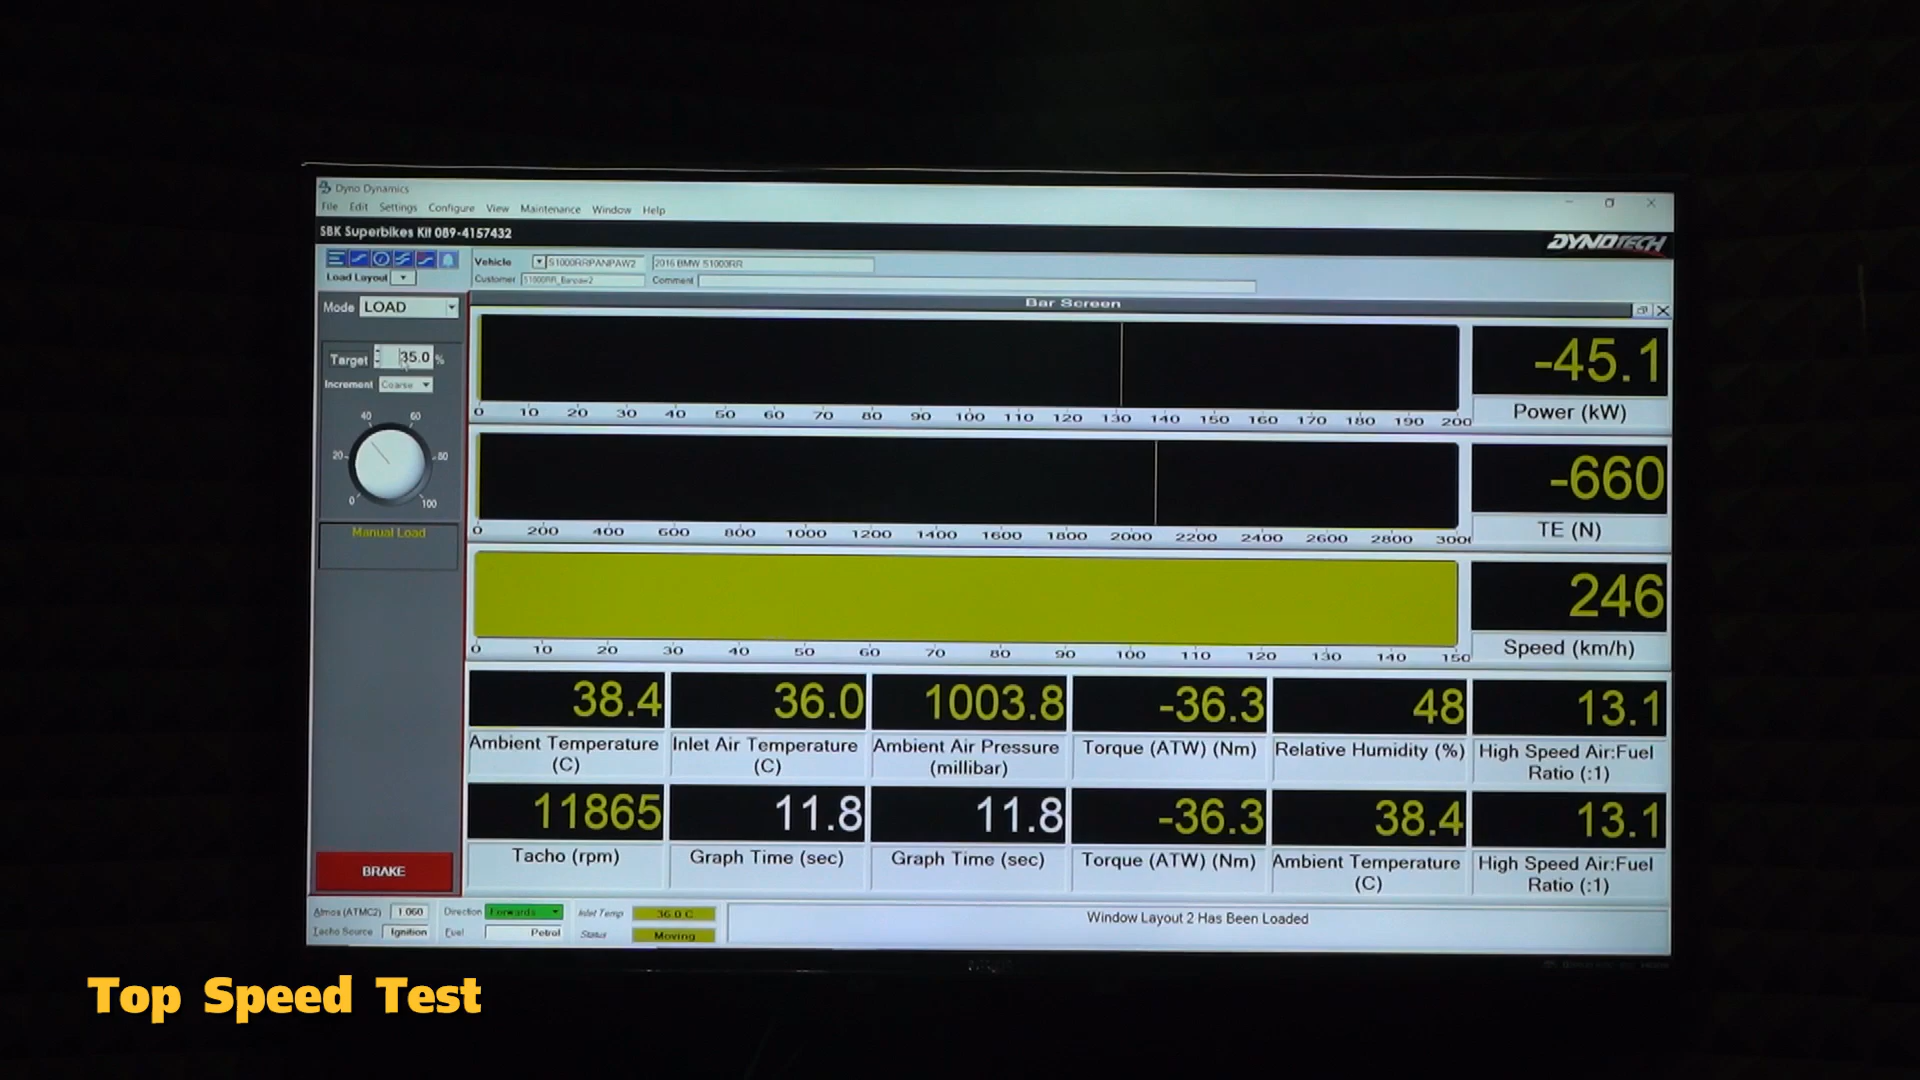 Dyno Dynamics
File Edit Settings Configure View Maintenance Window Help
SBK Superbikes Kit 089-4157432
DYNOTECH
Load Layout
Vehicle S1000RRPANPAW2 2016 BMW S1000RR
Customer Comment
Mode LOAD
Bar Screen
Target 35.0 %
Increment Coarse
0 20 40 60 80 100
Manual Load
BRAKE
-45.1
Power (kW)
0 10 20 30 40 50 60 70 80 90 100 110 120 130 140 150 160 170 180 190 200
-660
TE (N)
0 200 400 600 800 1000 1200 1400 1600 1800 2000 2200 2400 2600 2800 300
246
Speed (km/h)
0 10 20 30 40 50 60 70 80 90 100 110 120 130 140 150
38.4 36.0 1003.8 -36.3 48 13.1
Ambient Temperature (C) Inlet Air Temperature (C) Ambient Air Pressure (millibar) Torque (ATW) (Nm) Relative Humidity (%) High Speed Air:Fuel Ratio (:1)
11865 11.8 11.8 -36.3 38.4 13.1
Tacho (rpm) Graph Time (sec) Graph Time (sec) Torque (ATW) (Nm) Ambient Temperature (C) High Speed Air:Fuel Ratio (:1)
Atmos (ATMC2) 1.060 Direction Forwards Inlet Temp 36.0 C
Tacho Source Ignition Fuel Petrol Status Moving
Window Layout 2 Has Been Loaded
Top Speed Test